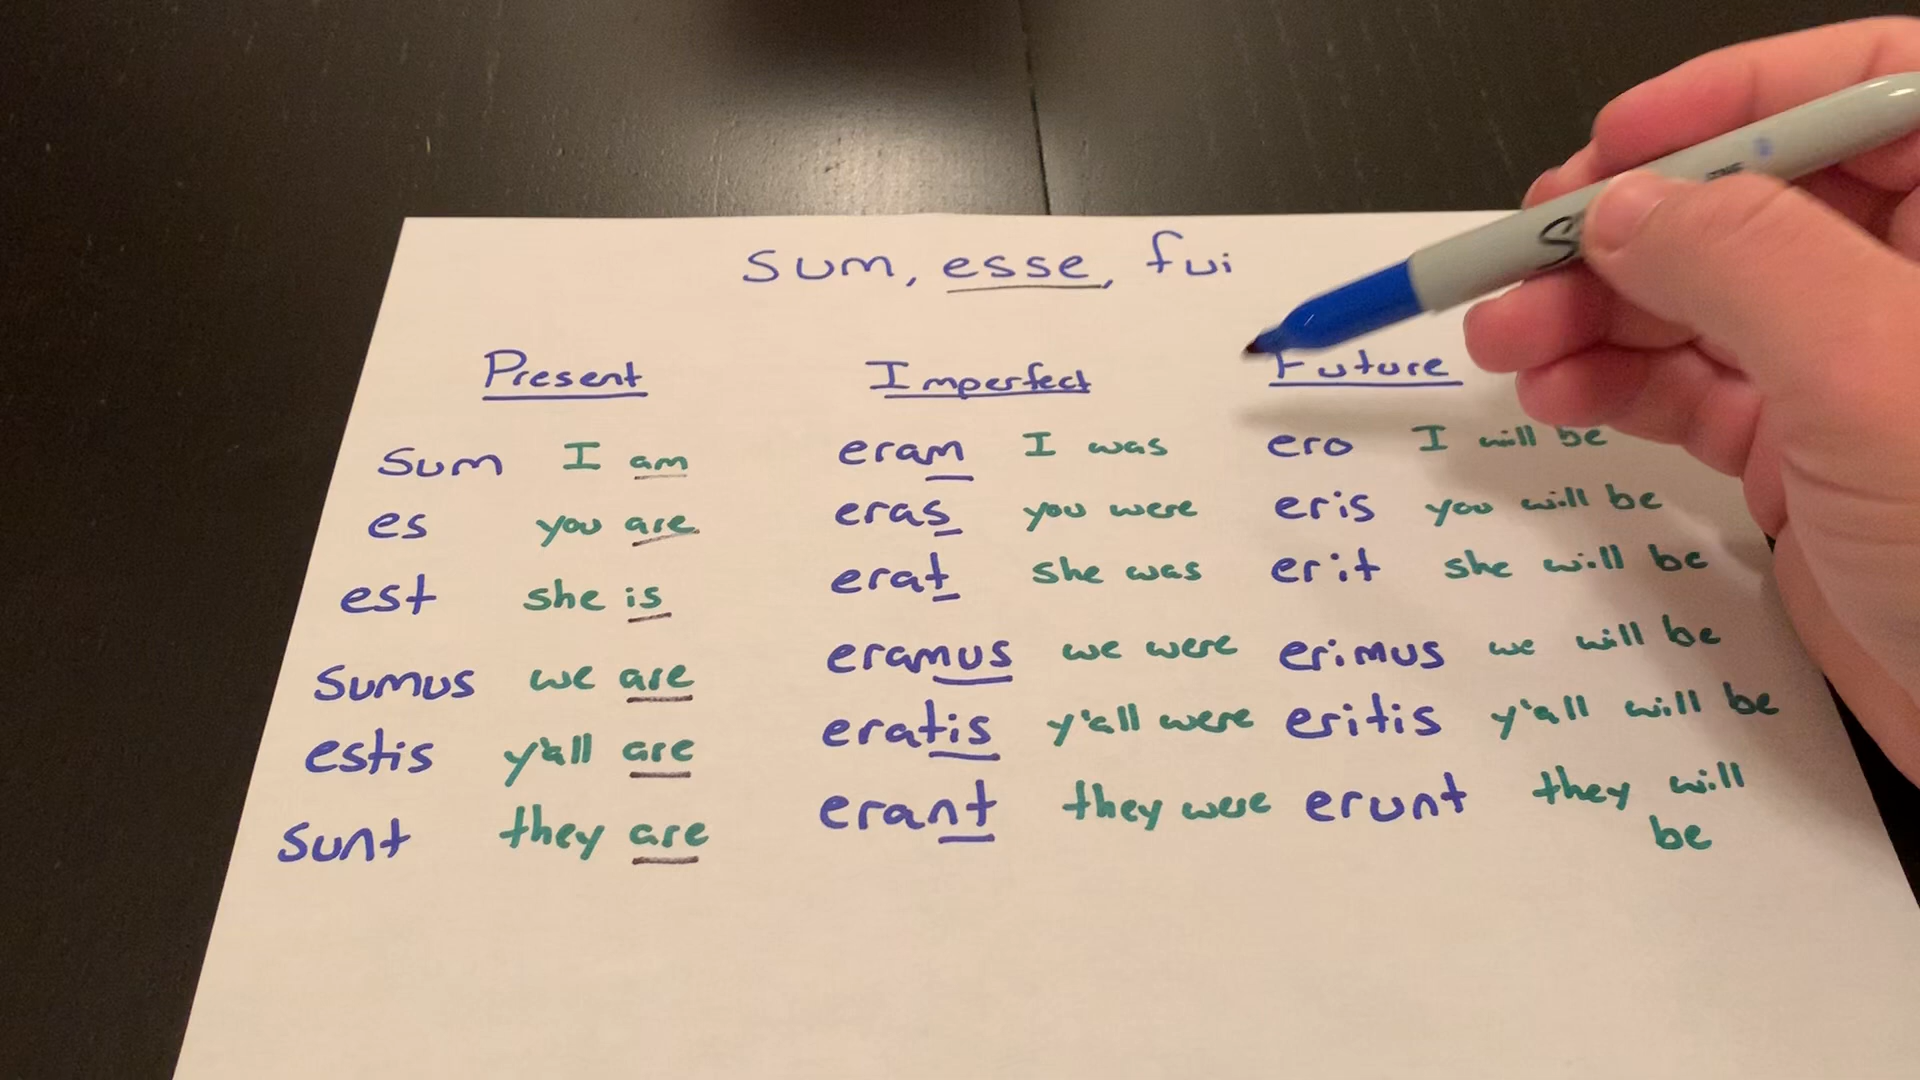 sum, esse, fui
Present Imperfect Future
sum I am eram I was ero I will be
es you are eras you were eris you will be
est she is erat she was erit she will be
sumus we are eramus we were erimus we will be
estis y'all are eratis y'all were eritis y'all will be
sunt they are erant they were erunt they will
be